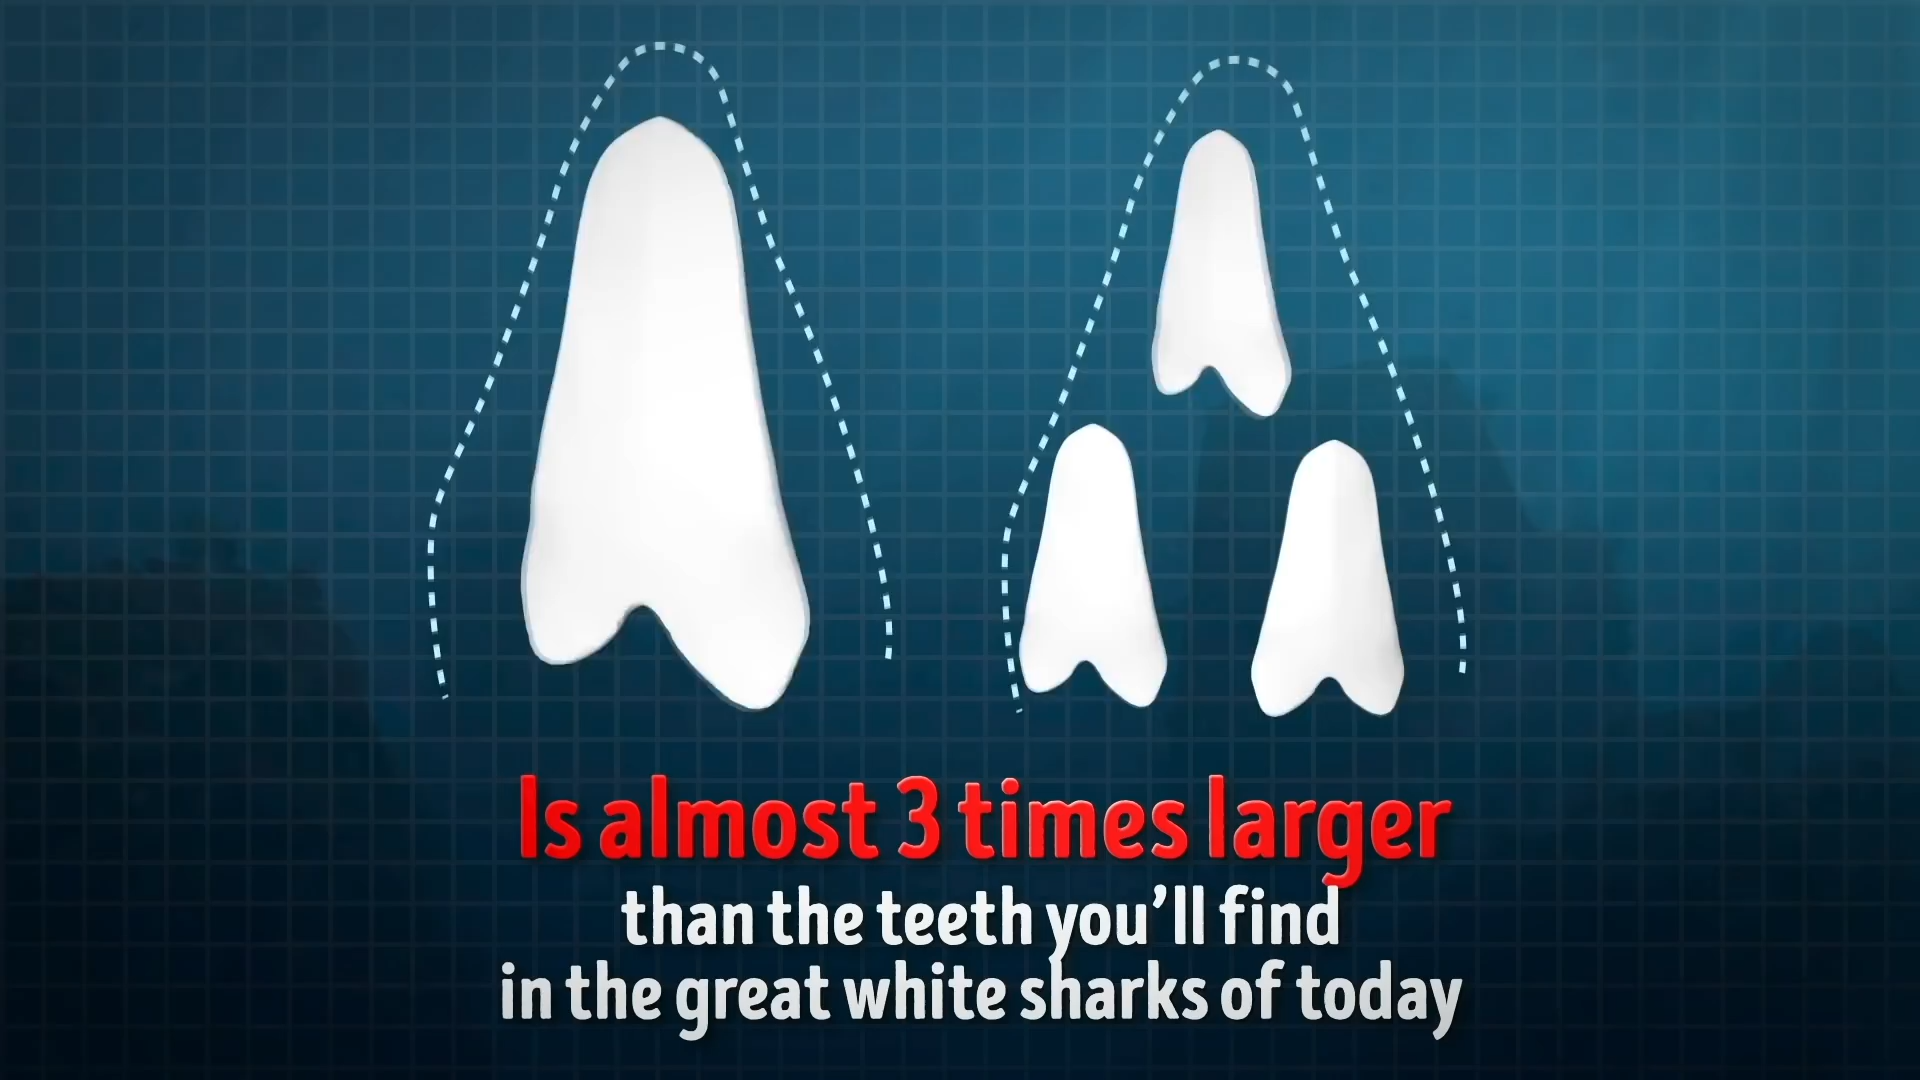 Is almost 3 times larger
than the teeth you’ll find
in the great white sharks of today